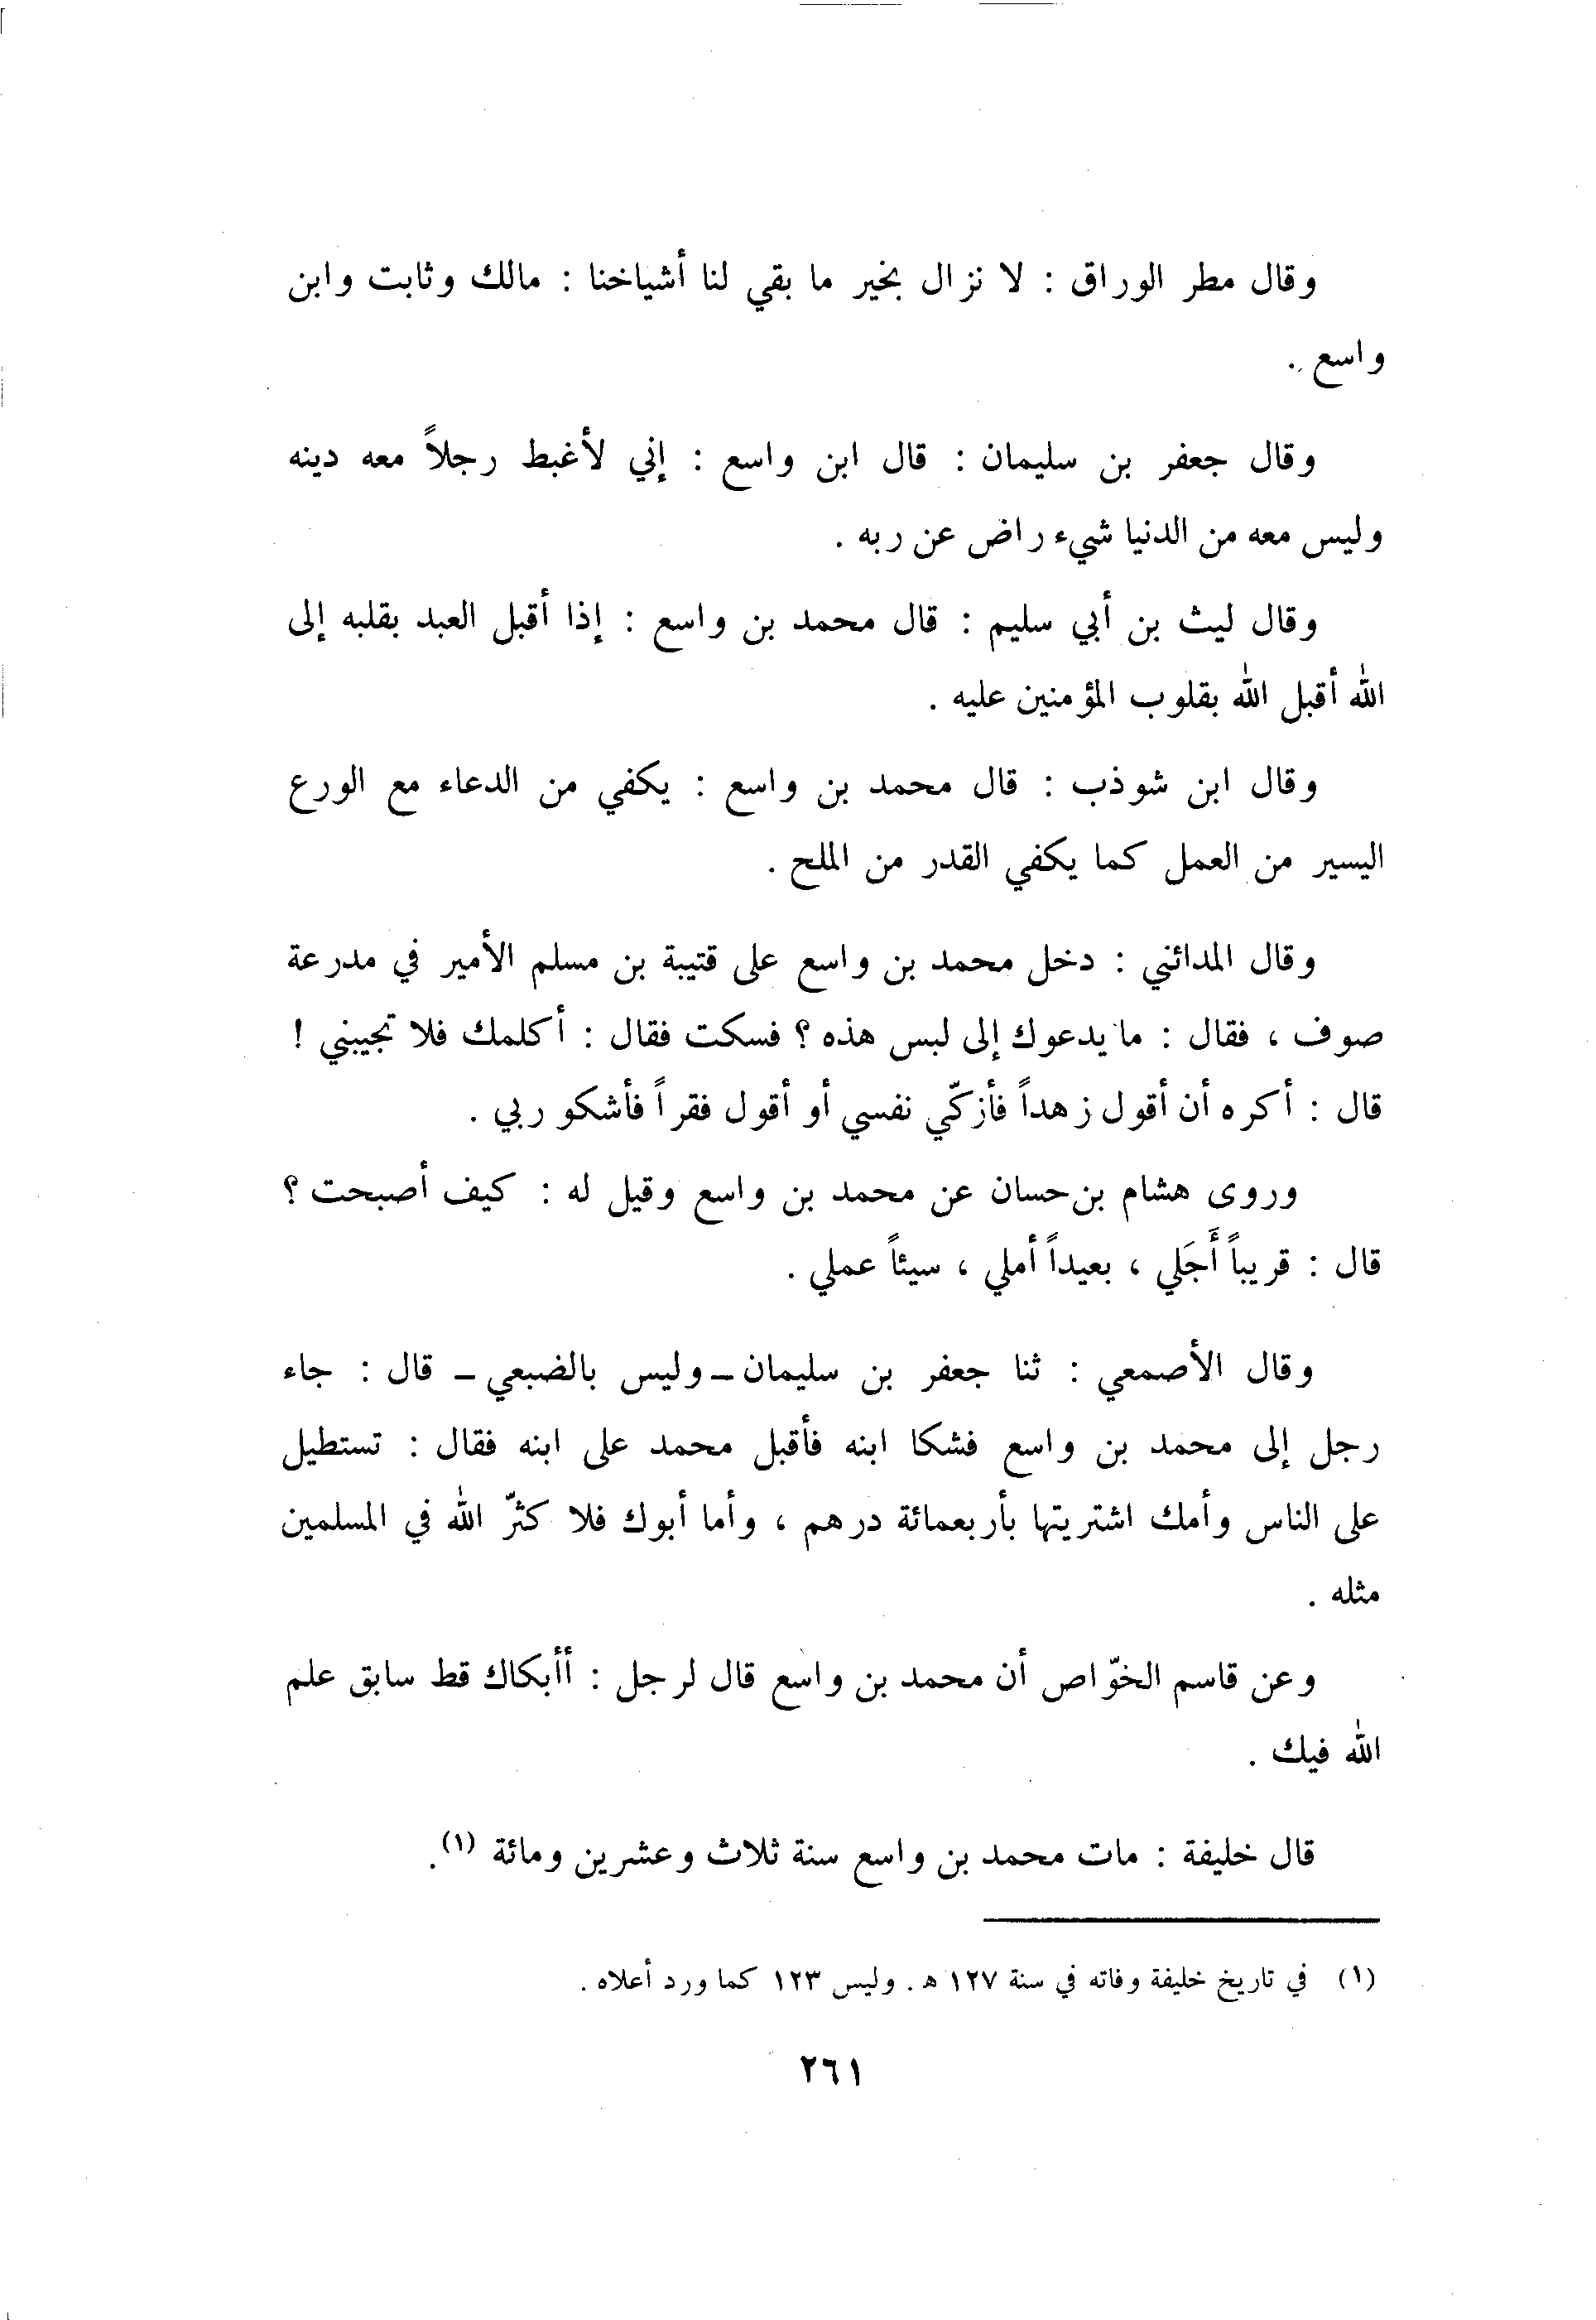 وقال مطر الوراق : لا نزال بخير ما بقي لنا أشياخنا : مالك وثابت وابن
واسع .
وقال جعفر بن سليمان : قال ابن واسع : إني لأغبط رجلاً معه دينه
وليس معه من الدنيا شيء راض عن ربه .
وقال ليث بن أبي سليم : قال محمد بن واسع : إذا أقبل العبد بقلبه إلى
الله أقبل الله بقلوب المؤمنين عليه .
وقال ابن شوذب : قال محمد بن واسع : يكفي من الدعاء مع الورع
اليسير من العمل كما يكفي القدر من الملح .
وقال المدائني : دخل محمد بن واسع على قتيبة بن مسلم الأمير في مدرعة
صوف ، فقال : ما يدعوك إلى لبس هذه ؟ فسكت فقال : أكلمك فلا تجيبني !
قال : أكره أن أقول زهداً فأزكّي نفسي أو أقول فقراً فأشكو ربي .
وروى هشام بن حسان عن محمد بن واسع وقيل له : كيف أصبحت ؟
قال : قريباً أَجَلي ، بعيداً أملي ، سيئاً عملي .
وقال الأصمعي : ثنا جعفر بن سليمان – وليس بالضبعي – قال : جاء
رجل إلى محمد بن واسع فشكا ابنه فأقبل محمد على ابنه فقال : تستطيل
على الناس وأمك اشتريتها بأربعمائة درهم ، وأما أبوك فلا كثّر الله في المسلمين
مثله .
وعن قاسم الخوّاص أن محمد بن واسع قال لرجل : أأبكاك قط سابق علم
الله فيك .
قال خليفة : مات محمد بن واسع سنة ثلاث وعشرين ومائة (١) .
(١) في تاريخ خليفة وفاته في سنة ١٢٧ ه . وليس ١٢٣ كما ورد أعلاه .
٢٦١